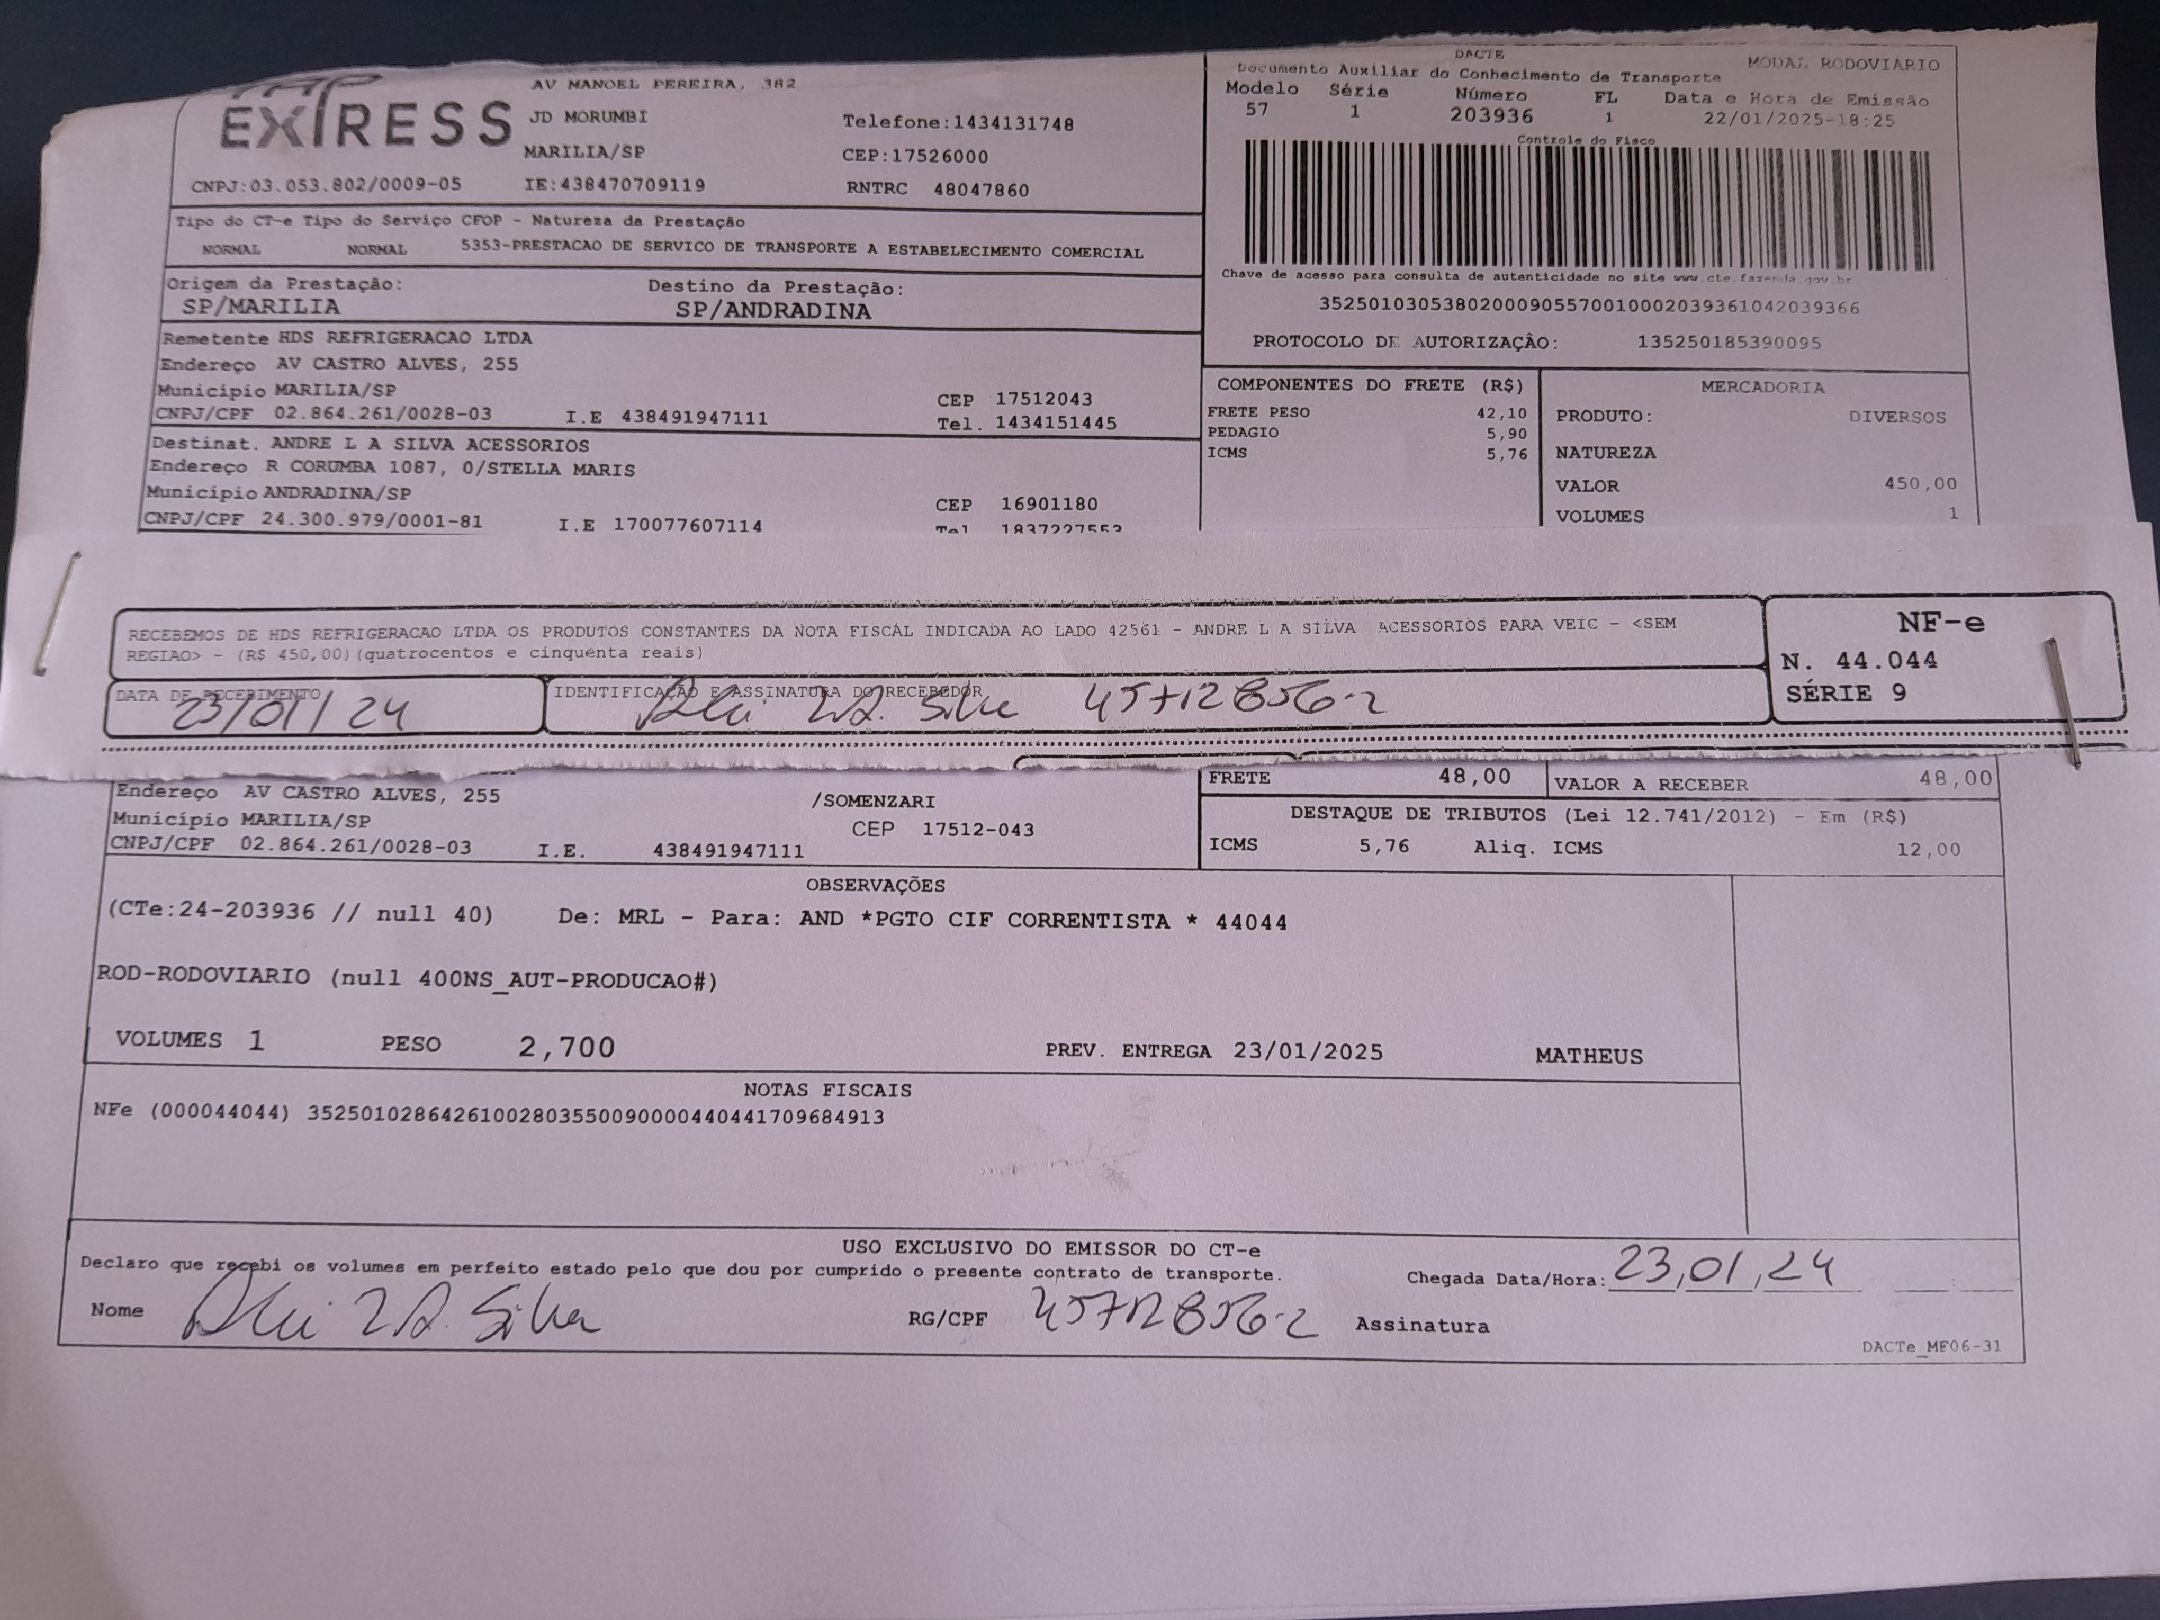 EXPRESS
AV MANOEL PEREIRA, 382
JD MORUMBI
MARILIA/SP
Telefone:1434131748
CEP:17526000
CNPJ:03.053.802/0009-05 IE:438470709119 RNTRC 48047860
DACTE
Documento Auxiliar do Conhecimento de Transporte
MODAL RODOVIARIO
Modelo Série Número FL Data e Hora de Emissão
57 1 203936 1 22/01/2025-18:25
Controle do Fisco
Chave de acesso para consulta de autenticidade no site www.cte.fazenda.gov.br
35250103053802000905570010002039361042039366
PROTOCOLO DE AUTORIZAÇÃO: 135250185390095
Tipo do CT-e Tipo do Serviço CFOP - Natureza da Prestação
NORMAL NORMAL 5353-PRESTACAO DE SERVICO DE TRANSPORTE A ESTABELECIMENTO COMERCIAL
Origem da Prestação: Destino da Prestação:
SP/MARILIA SP/ANDRADINA
Remetente HDS REFRIGERACAO LTDA
Endereço AV CASTRO ALVES, 255
Município MARILIA/SP CEP 17512043
CNPJ/CPF 02.864.261/0028-03 I.E 438491947111 Tel. 1434151445
Destinat. ANDRE L A SILVA ACESSORIOS
Endereço R CORUMBA 1087, 0/STELLA MARIS
Município ANDRADINA/SP CEP 16901180
CNPJ/CPF 24.300.979/0001-81 I.E 170077607114 Tel 1837227553
COMPONENTES DO FRETE (R$)
FRETE PESO 42,10
PEDAGIO 5,90
ICMS 5,76
MERCADORIA
PRODUTO: DIVERSOS
NATUREZA
VALOR 450,00
VOLUMES 1
RECEBEMOS DE HDS REFRIGERACAO LTDA OS PRODUTOS CONSTANTES DA NOTA FISCAL INDICADA AO LADO 42561 - ANDRE L A SILVA ACESSORIOS PARA VEIC - <SEM
REGIAO> - (R$ 450,00)(quatrocentos e cinquenta reais)
DATA DE RECEBIMENTO IDENTIFICAÇÃO E ASSINATURA DO RECEBEDOR
23/01/24 Silva 45712856-2
NF-e
N. 44.044
SÉRIE 9
Endereço AV CASTRO ALVES, 255 /SOMENZARI
Município MARILIA/SP CEP 17512-043
CNPJ/CPF 02.864.261/0028-03 I.E. 438491947111
FRETE 48,00 VALOR A RECEBER 48,00
DESTAQUE DE TRIBUTOS (Lei 12.741/2012) - Em (R$)
ICMS 5,76 Aliq. ICMS 12,00
OBSERVAÇÕES
(CTe:24-203936 // null 40) De: MRL - Para: AND *PGTO CIF CORRENTISTA * 44044
ROD-RODOVIARIO (null 400NS_AUT-PRODUCAO#)
VOLUMES 1 PESO 2,700 PREV. ENTREGA 23/01/2025 MATHEUS
NOTAS FISCAIS
NFe (000044044) 35250102864261002803550090000440441709684913
USO EXCLUSIVO DO EMISSOR DO CT-e
Declaro que recebi os volumes em perfeito estado pelo que dou por cumprido o presente contrato de transporte. Chegada Data/Hora: 23,01,24
Nome Silva RG/CPF 45712856-2 Assinatura
DACTe_MF06-31